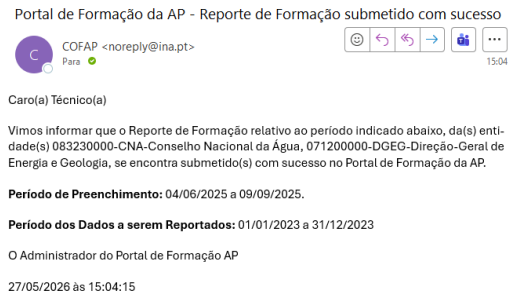 Portal de Formação da AP - Reporte de Formação submetido com sucesso
COFAP <noreply@ina.pt>
C
Para
15:04
Caro(a) Técnico(a)
Vimos informar que o Reporte de Formação relativo ao período indicado abaixo, da(s) enti-
dade(s) 083230000-CNA-Conselho Nacional da Água, 071200000-DGEG-Direção-Geral de
Energia e Geologia, se encontra submetido(s) com sucesso no Portal de Formação da AP.
Período de Preenchimento: 04/06/2025 a 09/09/2025.
Período dos Dados a serem Reportados: 01/01/2023 a 31/12/2023
O Administrador do Portal de Formação AP
27/05/2026 às 15:04:15